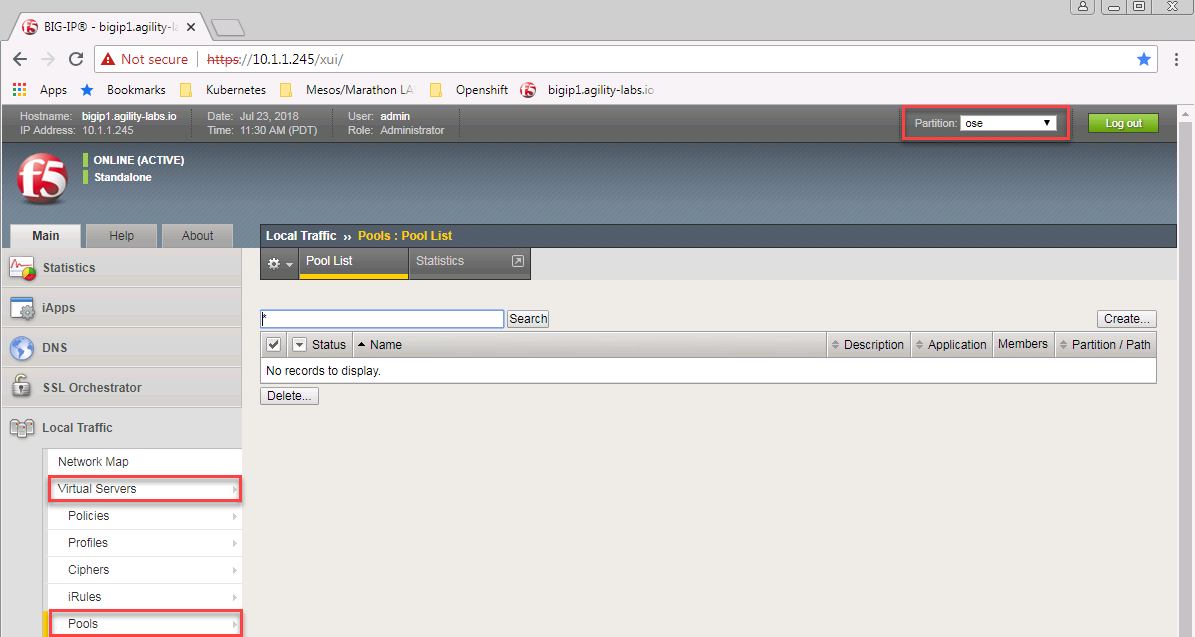 BIG-IP® - bigip1.agility-la
Not secure https://10.1.1.245/xui/
Apps Bookmarks Kubernetes Mesos/Marathon LA Openshift bigip1.agility-labs.io
Hostname: bigip1.agility-labs.io Date: Jul 23, 2018 User: admin
IP Address: 10.1.1.245 Time: 11:30 AM (PDT) Role: Administrator
Partition: ose Log out
f5
ONLINE (ACTIVE)
Standalone
Main Help About
Local Traffic ›› Pools : Pool List
Pool List Statistics
Statistics
iApps
DNS
SSL Orchestrator
Local Traffic
Network Map
Virtual Servers
Policies
Profiles
Ciphers
iRules
Pools
* Search Create...
Status Name Description Application Members Partition / Path
No records to display.
Delete...